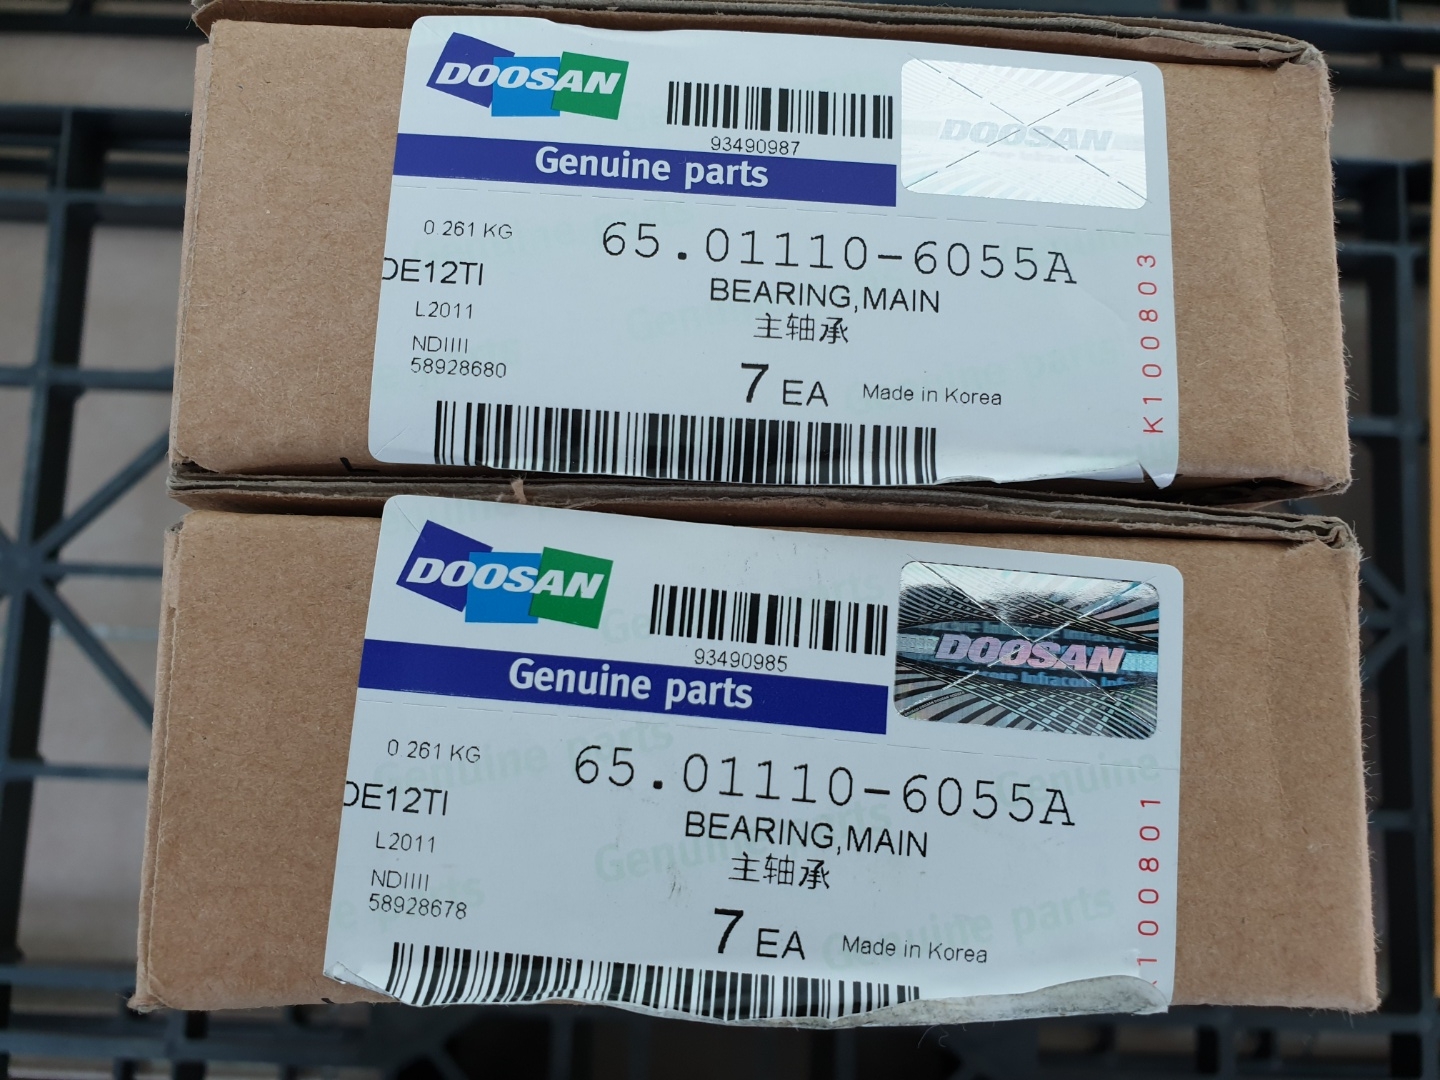 DOOSAN
93490987
DOOSAN
Genuine parts
0.261 KG
65.01110-6055A
DE12TI
BEARING,MAIN
L2011
主轴承
NDIIII
58928680
7 EA Made in Korea
K100803
DOOSAN
93490985
DOOSAN
Genuine parts
0.261 KG
65.01110-6055A
DE12TI
BEARING,MAIN
L2011
主轴承
NDIIII
58928678
7 EA Made in Korea
K100801